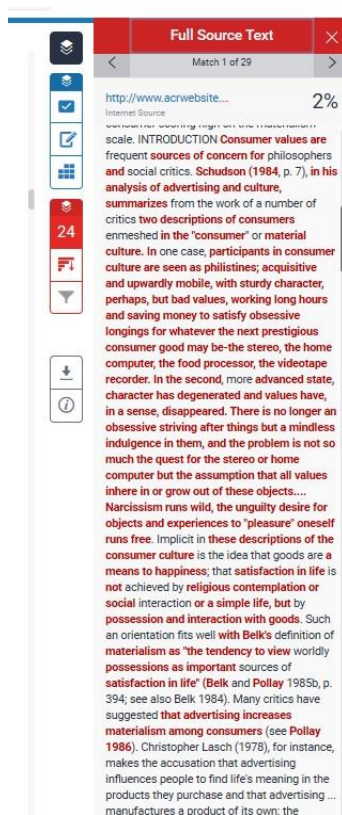 Full Source Text
Match 1 of 29
http://www.acrwebsite....
2%
Internet Source
consumer scoring high on the materialism
scale. INTRODUCTION Consumer values are
frequent sources of concern for philosophers
and social critics. Schudson (1984, p. 7), in his
analysis of advertising and culture,
summarizes from the work of a number of
critics two descriptions of consumers
enmeshed in the "consumer" or material
culture. In one case, participants in consumer
culture are seen as philistines; acquisitive
and upwardly mobile, with sturdy character,
perhaps, but bad values, working long hours
and saving money to satisfy obsessive
longings for whatever the next prestigious
consumer good may be-the stereo, the home
computer, the food processor, the videotape
recorder. In the second, more advanced state,
character has degenerated and values have,
in a sense, disappeared. There is no longer an
obsessive striving after things but a mindless
indulgence in them, and the problem is not so
much the quest for the stereo or home
computer but the assumption that all values
inhere in or grow out of these objects....
Narcissism runs wild, the unguilty desire for
objects and experiences to "pleasure" oneself
runs free. Implicit in these descriptions of the
consumer culture is the idea that goods are a
means to happiness; that satisfaction in life is
not achieved by religious contemplation or
social interaction or a simple life, but by
possession and interaction with goods. Such
an orientation fits well with Belk's definition of
materialism as "the tendency to view worldly
possessions as important sources of
satisfaction in life" (Belk and Pollay 1985b, p.
394; see also Belk 1984). Many critics have
suggested that advertising increases
materialism among consumers (see Pollay
1986). Christopher Lasch (1978), for instance,
makes the accusation that advertising
influences people to find life's meaning in the
products they purchase and that advertising ...
manufactures a product of its own: the
24